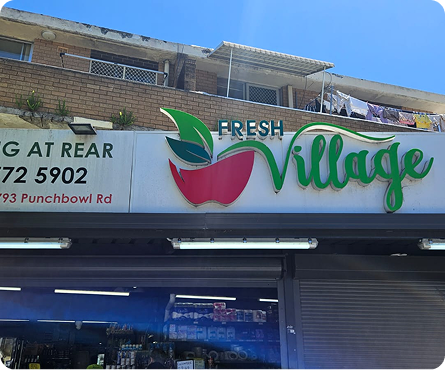 G AT REAR
772 5902
793 Punchbowl Rd
FRESH
Village